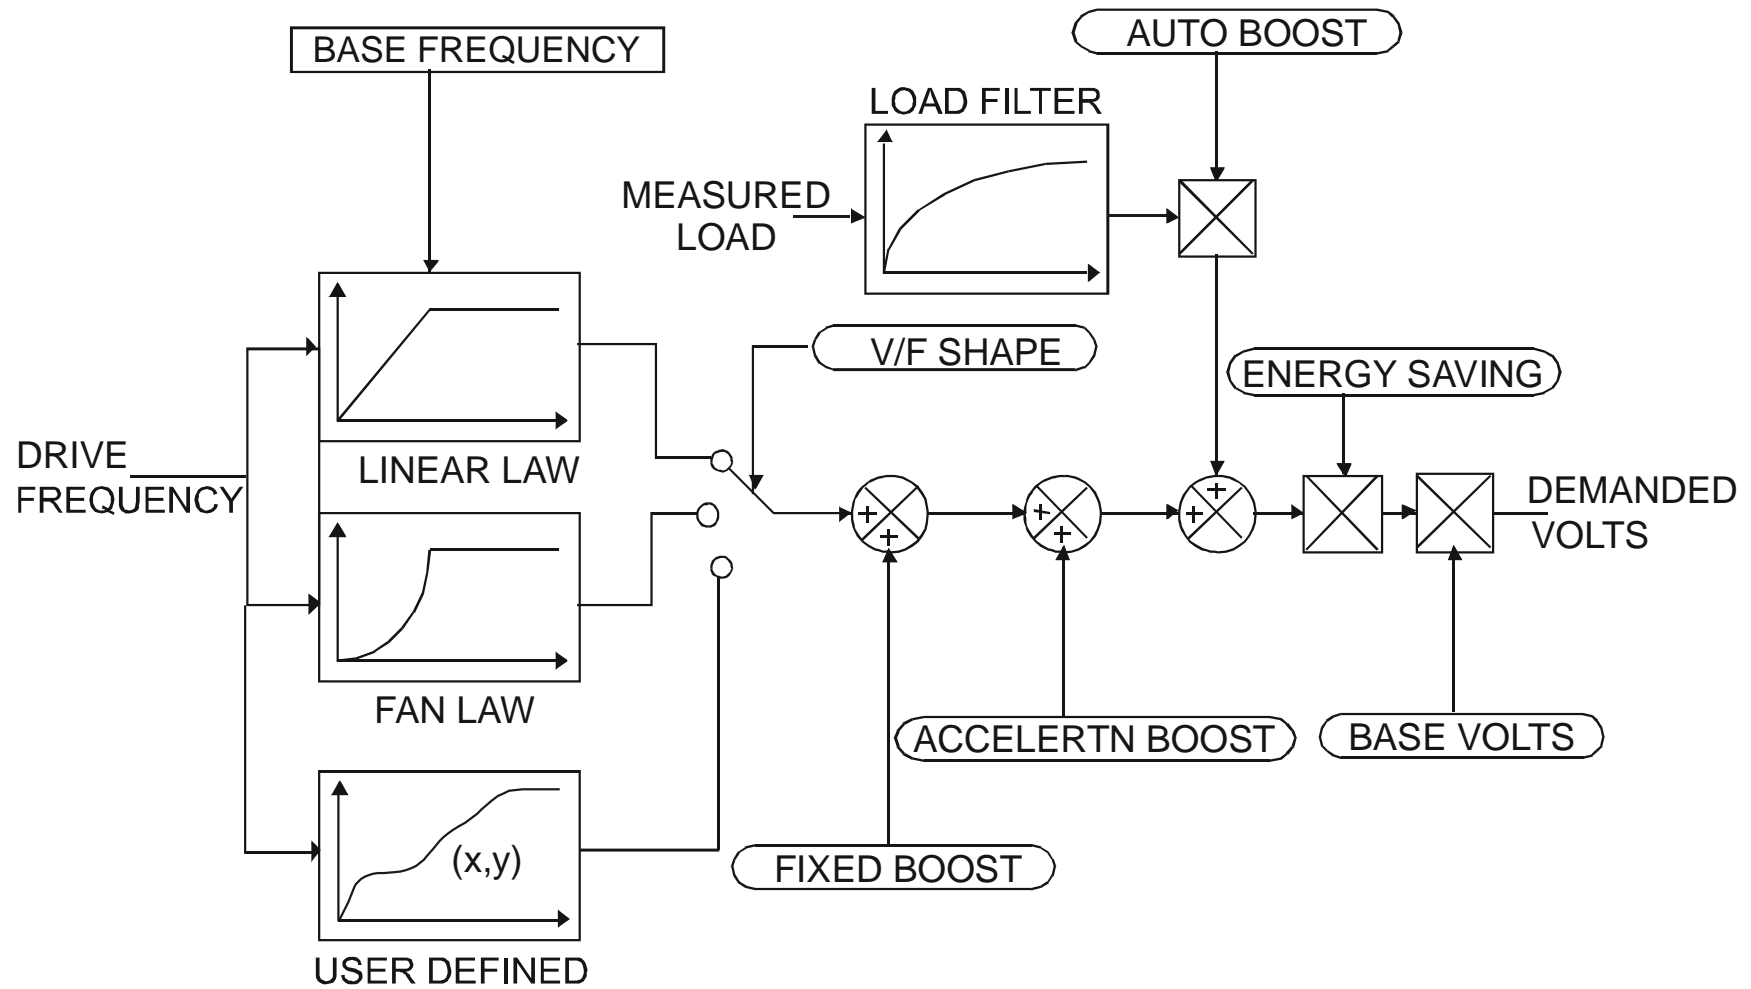 AUTO BOOST
BASE FREQUENCY
LOAD FILTER
MEASURED
LOAD
V/F SHAPE
ENERGY SAVING
DRIVE
FREQUENCY
LINEAR LAW
+
+
+
+
+
+
DEMANDED
VOLTS
FAN LAW
ACCELERTN BOOST
BASE VOLTS
(x,y)
FIXED BOOST
USER DEFINED